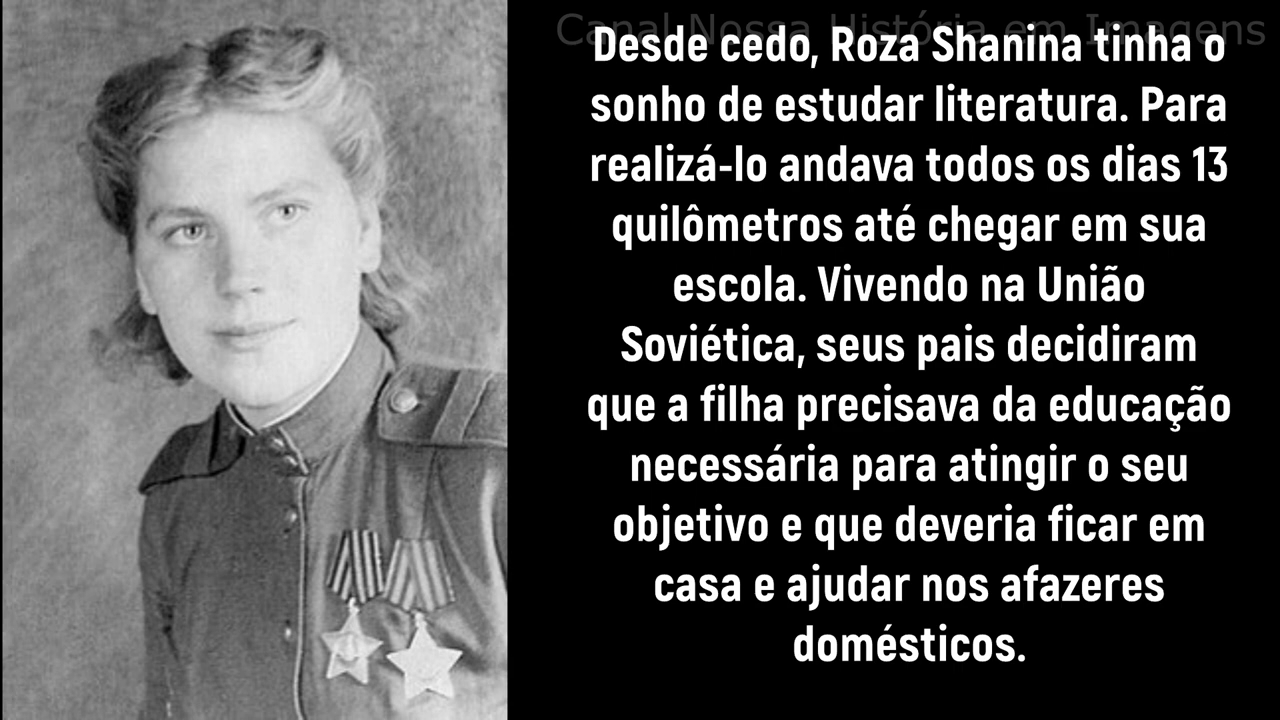 Canal Nossa História em Imagens
Desde cedo, Roza Shanina tinha o
sonho de estudar literatura. Para
realizá-lo andava todos os dias 13
quilômetros até chegar em sua
escola. Vivendo na União
Soviética, seus pais decidiram
que a filha precisava da educação
necessária para atingir o seu
objetivo e que deveria ficar em
casa e ajudar nos afazeres
domésticos.